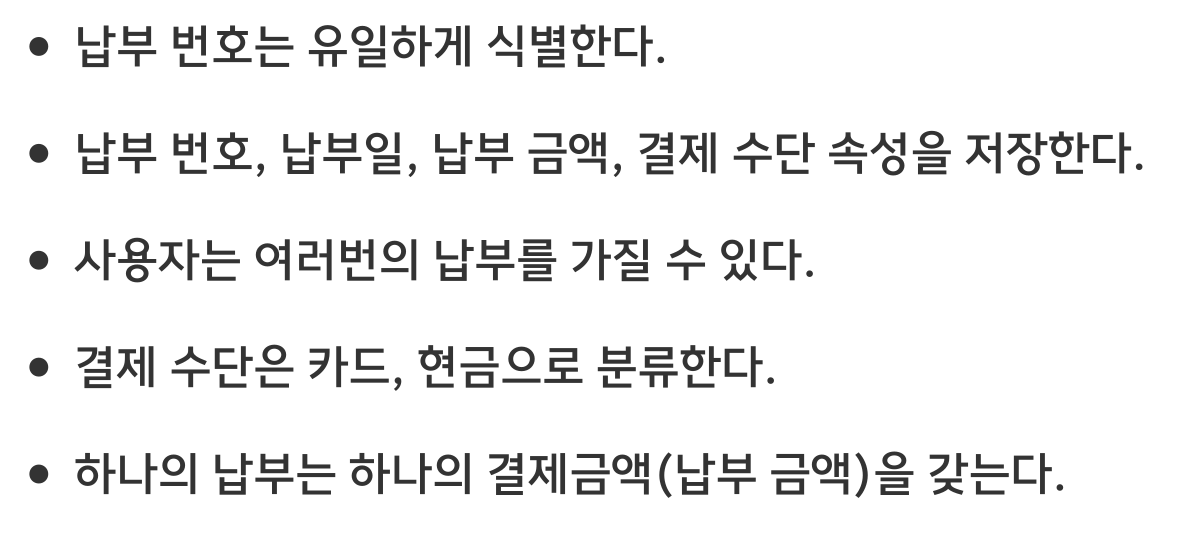 • 납부 번호는 유일하게 식별한다.
• 납부 번호, 납부일, 납부 금액, 결제 수단 속성을 저장한다.
• 사용자는 여러번의 납부를 가질 수 있다.
• 결제 수단은 카드, 현금으로 분류한다.
• 하나의 납부는 하나의 결제금액(납부 금액)을 갖는다.